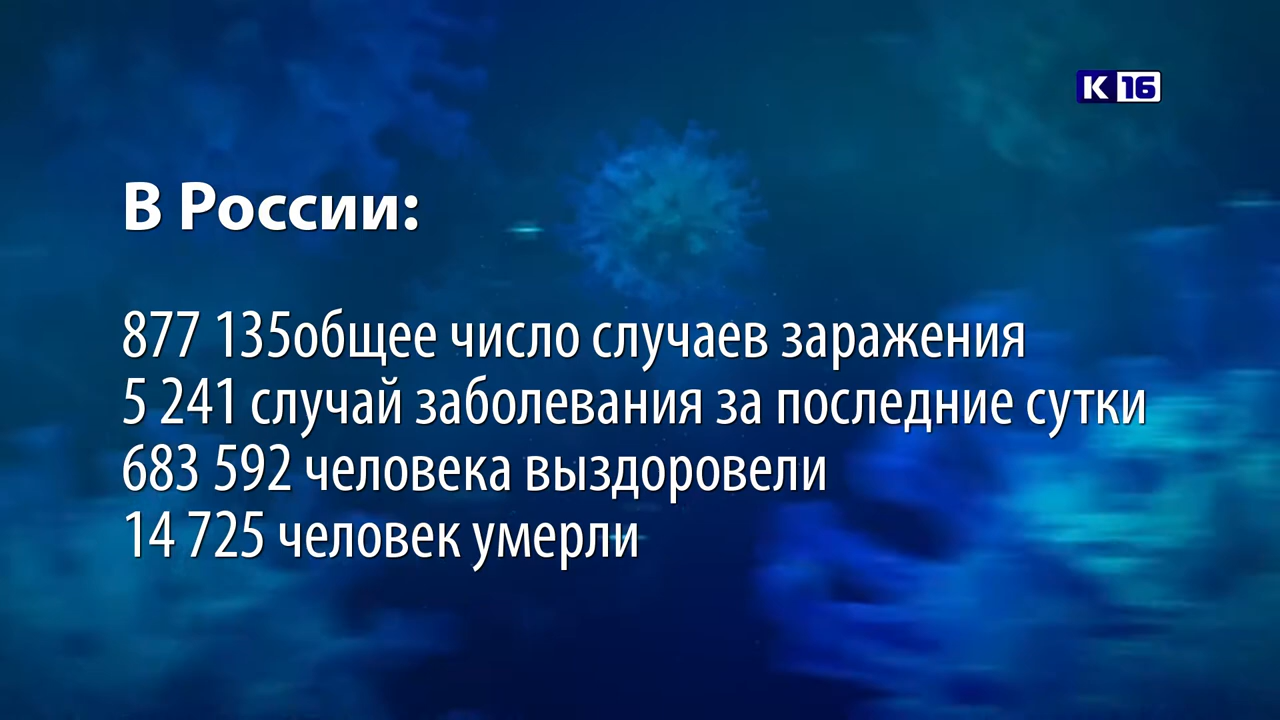 К 16
В России:
877 135общее число случаев заражения
5 241 случай заболевания за последние сутки
683 592 человека выздоровели
14 725 человек умерли